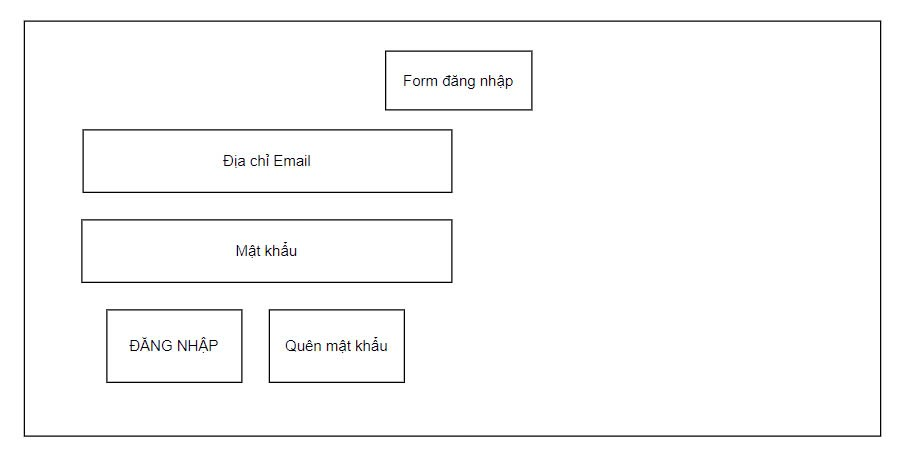 Form đăng nhập
Địa chỉ Email
Mật khẩu
ĐĂNG NHẬP
Quên mật khẩu